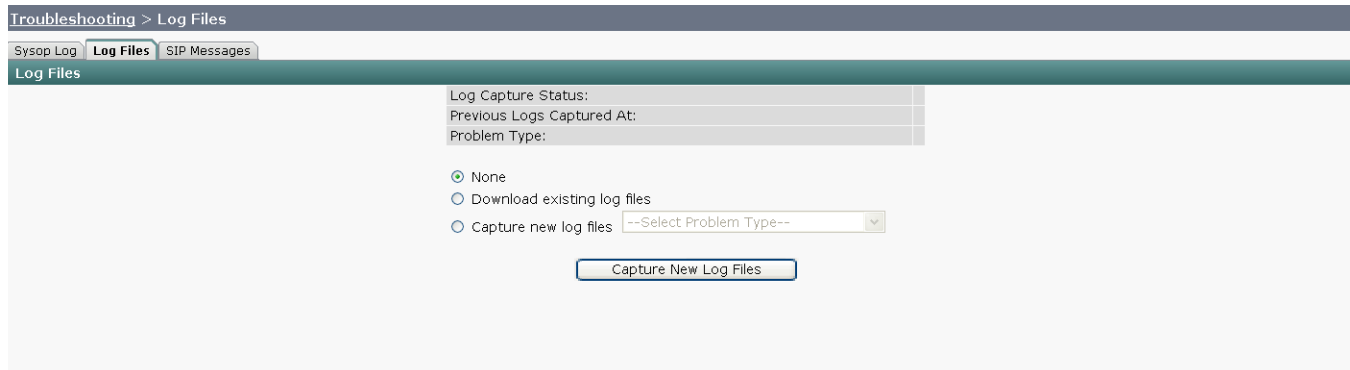 Troubleshooting > Log Files
Sysop Log Log Files SIP Messages
Log Files
Log Capture Status:
Previous Logs Captured At:
Problem Type:
None
Download existing log files
Capture new log files --Select Problem Type--
Capture New Log Files